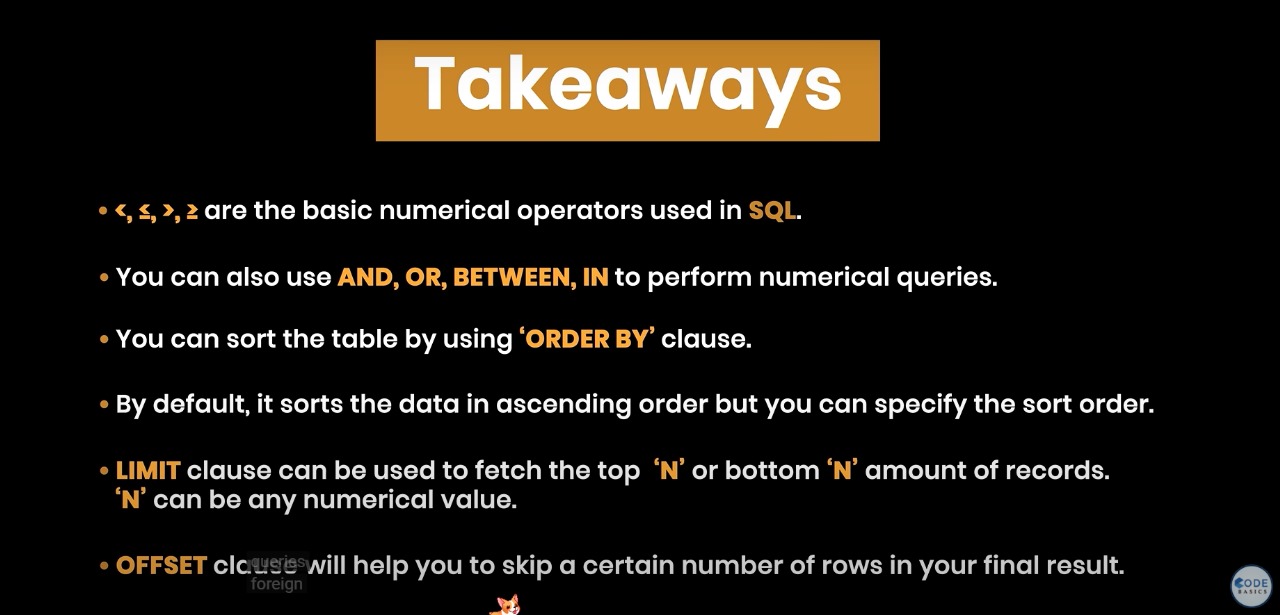 Takeaways
• <, ≤, >, ≥ are the basic numerical operators used in SQL.
• You can also use AND, OR, BETWEEN, IN to perform numerical queries.
• You can sort the table by using ‘ORDER BY’ clause.
• By default, it sorts the data in ascending order but you can specify the sort order.
• LIMIT clause can be used to fetch the top ‘N’ or bottom ‘N’ amount of records.
‘N’ can be any numerical value.
• OFFSET clause will help you to skip a certain number of rows in your final result.
queries
foreign
CODE
BASICS